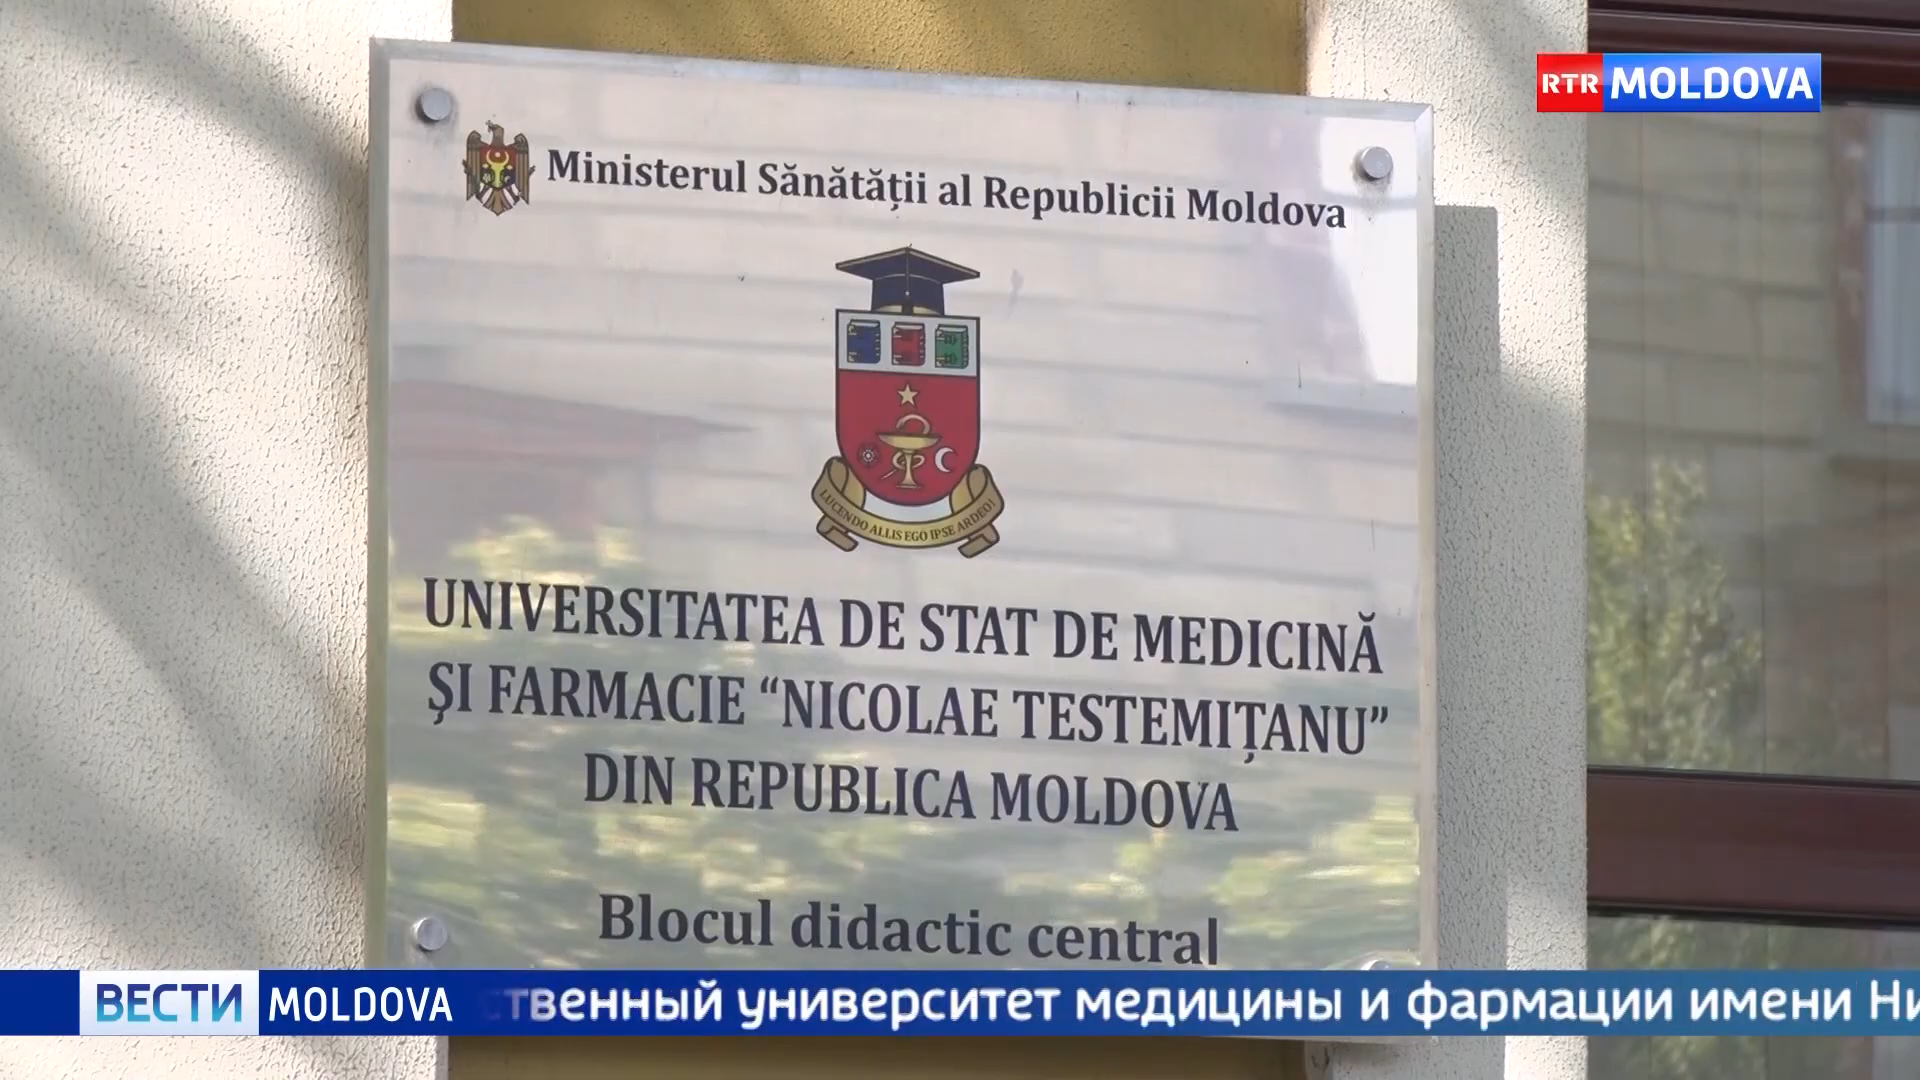 RTR MOLDOVA
Ministerul Sănătății al Republicii Moldova
LUCENDO ALLIS EGO IPSE ARDEO!
UNIVERSITATEA DE STAT DE MEDICINĂ
ȘI FARMACIE “NICOLAE TESTEMIȚANU”
DIN REPUBLICA MOLDOVA
Blocul didactic central
ВЕСТИ MOLDOVA ственный университет медицины и фармации имени Ни